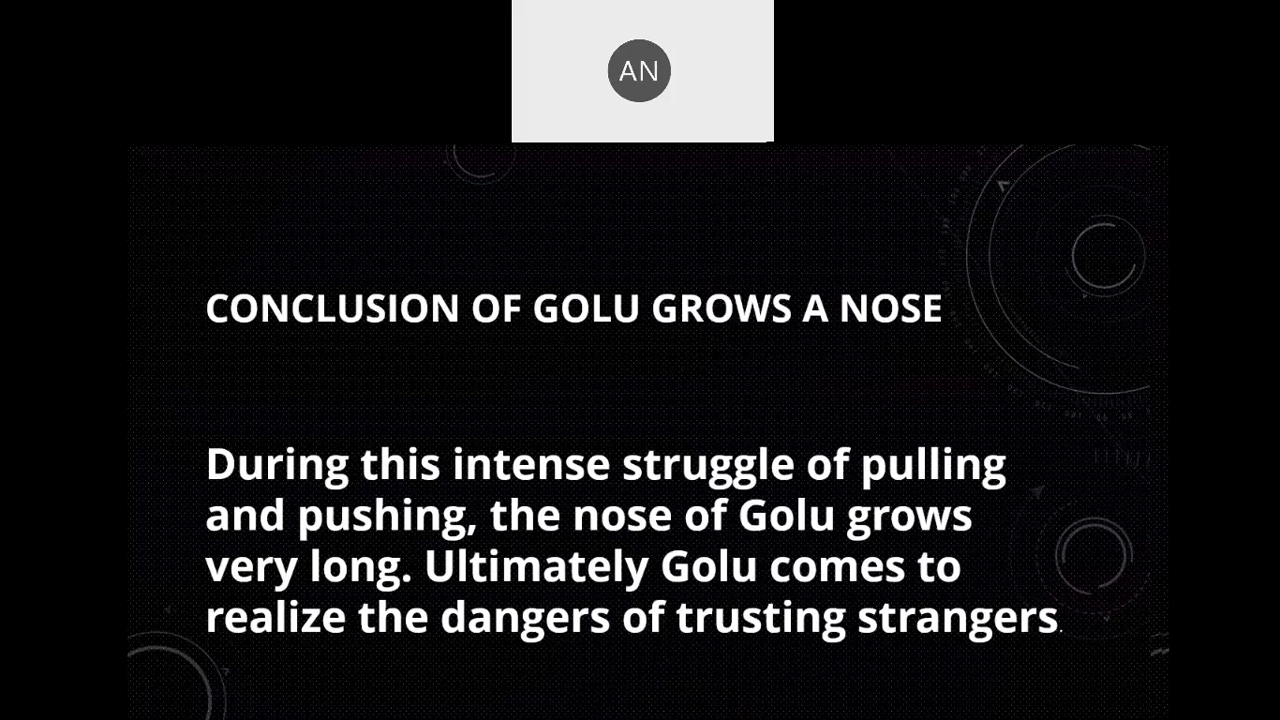 AN
CONCLUSION OF GOLU GROWS A NOSE
During this intense struggle of pulling
and pushing, the nose of Golu grows
very long. Ultimately Golu comes to
realize the dangers of trusting strangers.